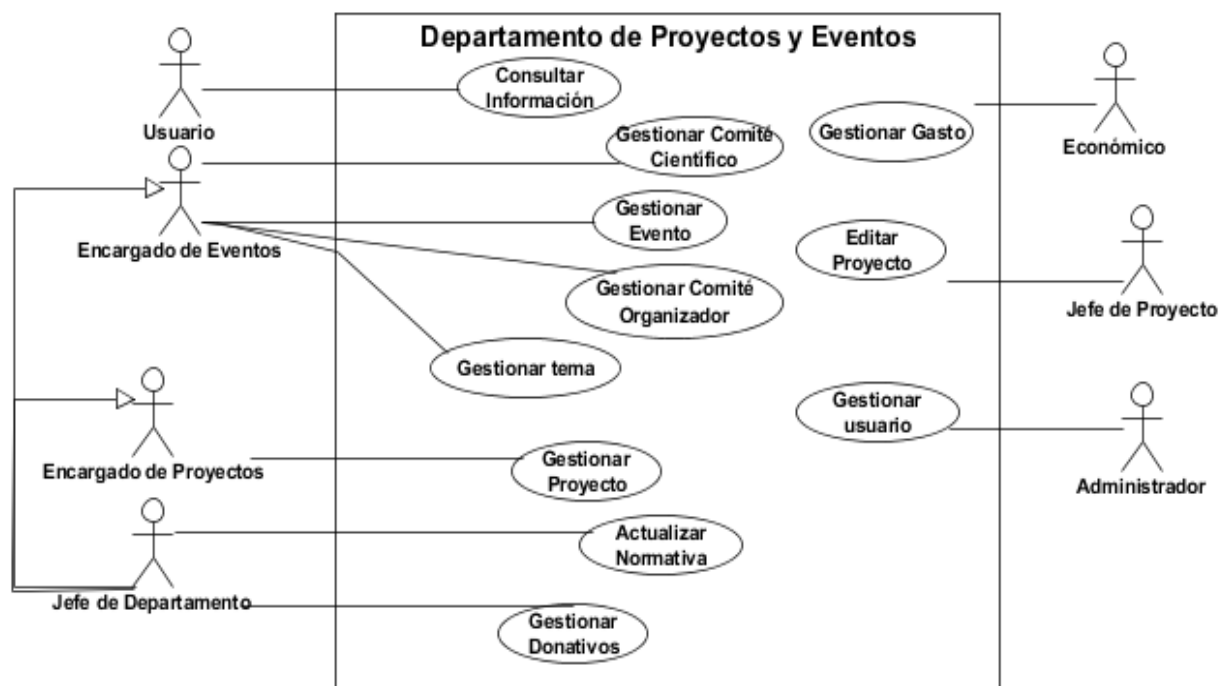 Departamento de Proyectos y Eventos
Usuario
Consultar
Información
Gestionar Comité
Científico
Gestionar Gasto
Económico
Encargado de Eventos
Gestionar
Evento
Editar
Proyecto
Gestionar Comité
Organizador
Jefe de Proyecto
Gestionar tema
Gestionar
usuario
Encargado de Proyectos
Gestionar
Proyecto
Administrador
Actualizar
Normativa
Jefe de Departamento
Gestionar
Donativos